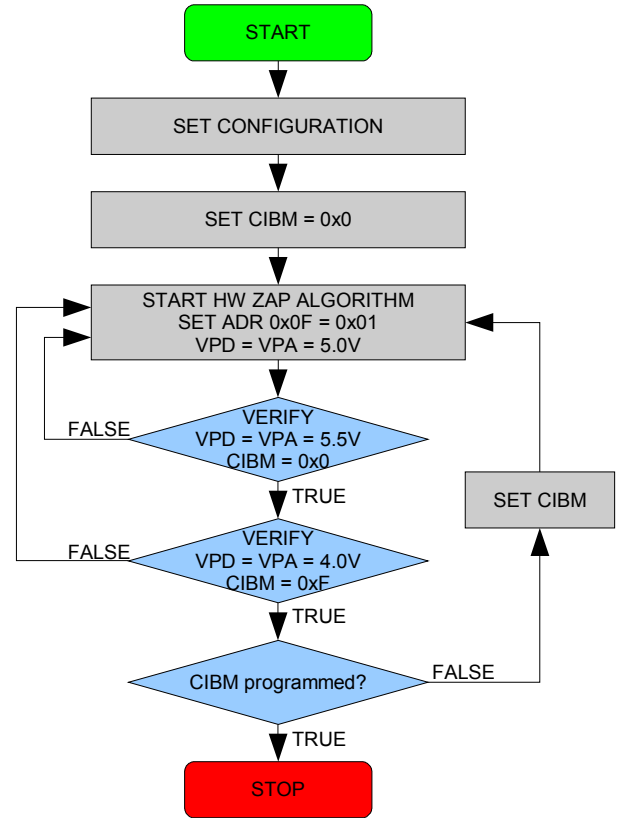 START
SET CONFIGURATION
SET CIBM = 0x0
START HW ZAP ALGORITHM
SET ADR 0x0F = 0x01
VPD = VPA = 5.0V
FALSE
VERIFY
VPD = VPA = 5.5V
CIBM = 0x0
TRUE
SET CIBM
FALSE
VERIFY
VPD = VPA = 4.0V
CIBM = 0xF
TRUE
CIBM programmed?
FALSE
TRUE
STOP